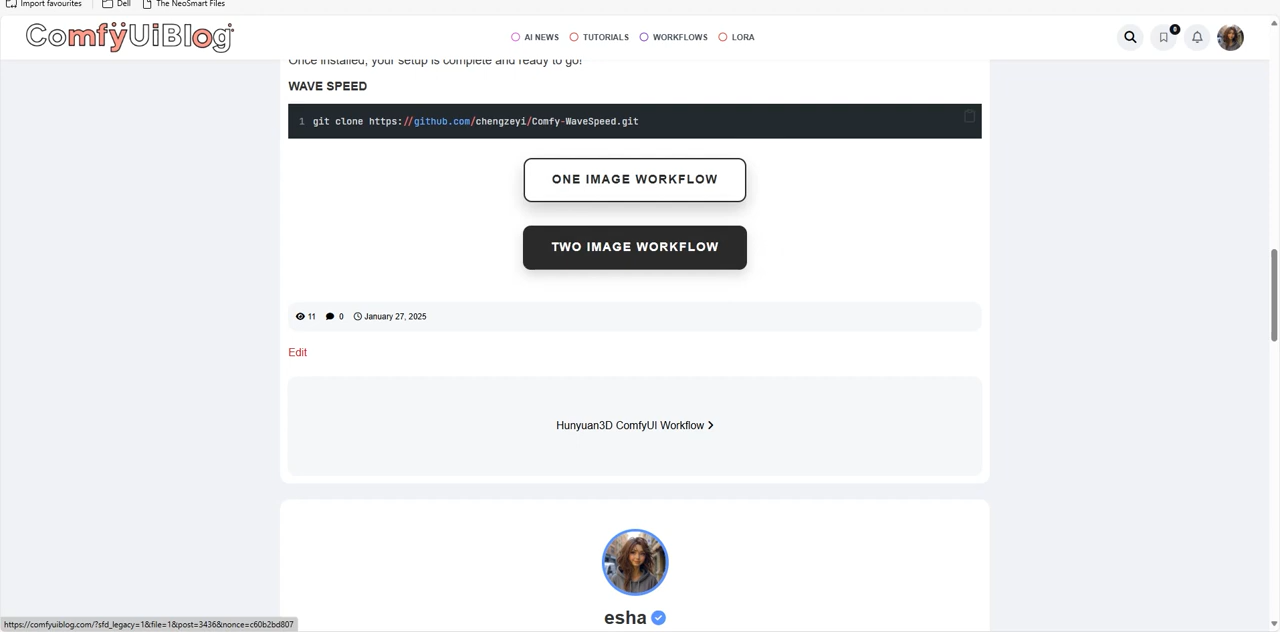 Import favourites Dell The NeoSmart Files
ComfyUiBlog
AI NEWS TUTORIALS WORKFLOWS LORA
0
Once installed, your setup is complete and ready to go!
WAVE SPEED
1 git clone https://github.com/chengzeyi/Comfy-WaveSpeed.git
ONE IMAGE WORKFLOW
TWO IMAGE WORKFLOW
11 0 January 27, 2025
Edit
Hunyuan3D ComfyUI Workflow
esha
https://comfyuiblog.com/?sfd_legacy=1&file=1&post=3436&nonce=c60b2bd807